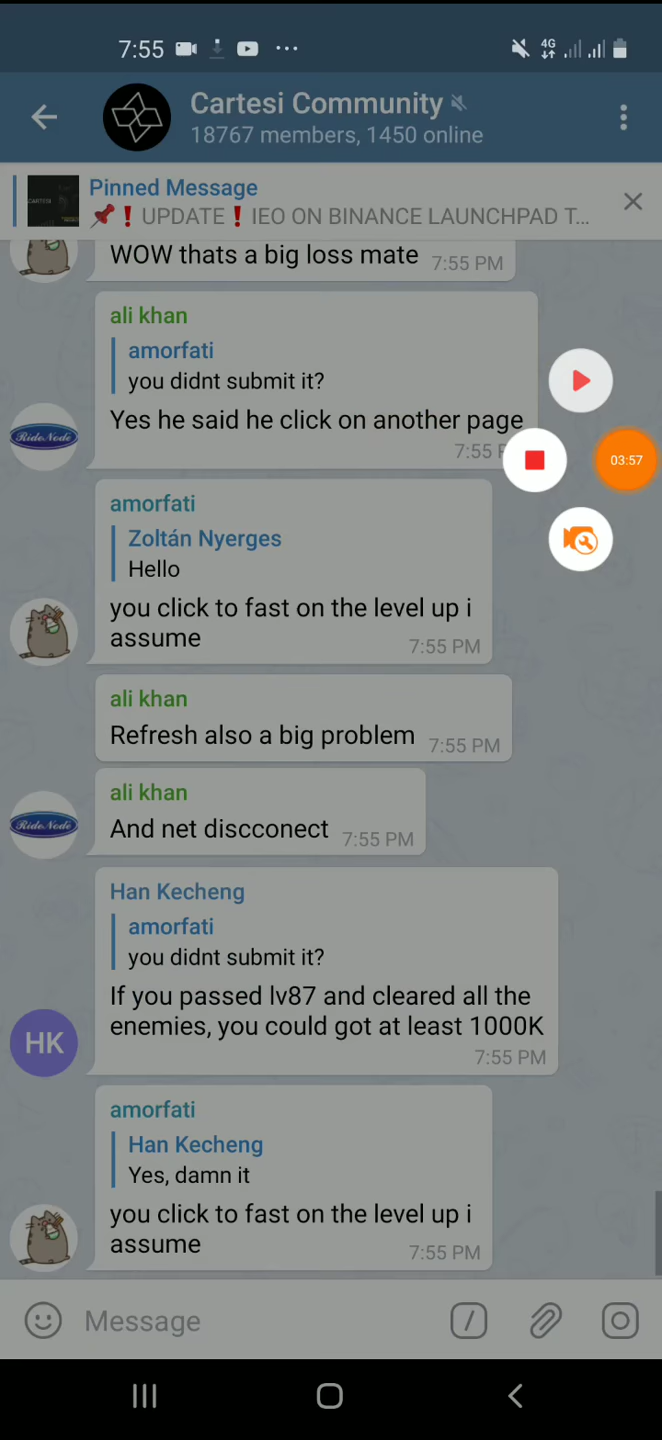 7:55
4G
Cartesi Community
18767 members, 1450 online
Pinned Message
📌❗ UPDATE❗ IEO ON BINANCE LAUNCHPAD T...
WOW thats a big loss mate 7:55 PM
ali khan
amorfati
you didnt submit it?
Yes he said he click on another page
7:55
03:57
RideNode
amorfati
Zoltán Nyerges
Hello
you click to fast on the level up i
assume 7:55 PM
ali khan
Refresh also a big problem 7:55 PM
ali khan
And net discconect 7:55 PM
RideNode
Han Kecheng
amorfati
you didnt submit it?
If you passed lv87 and cleared all the
enemies, you could got at least 1000K
HK
7:55 PM
amorfati
Han Kecheng
Yes, damn it
you click to fast on the level up i
assume 7:55 PM
Message